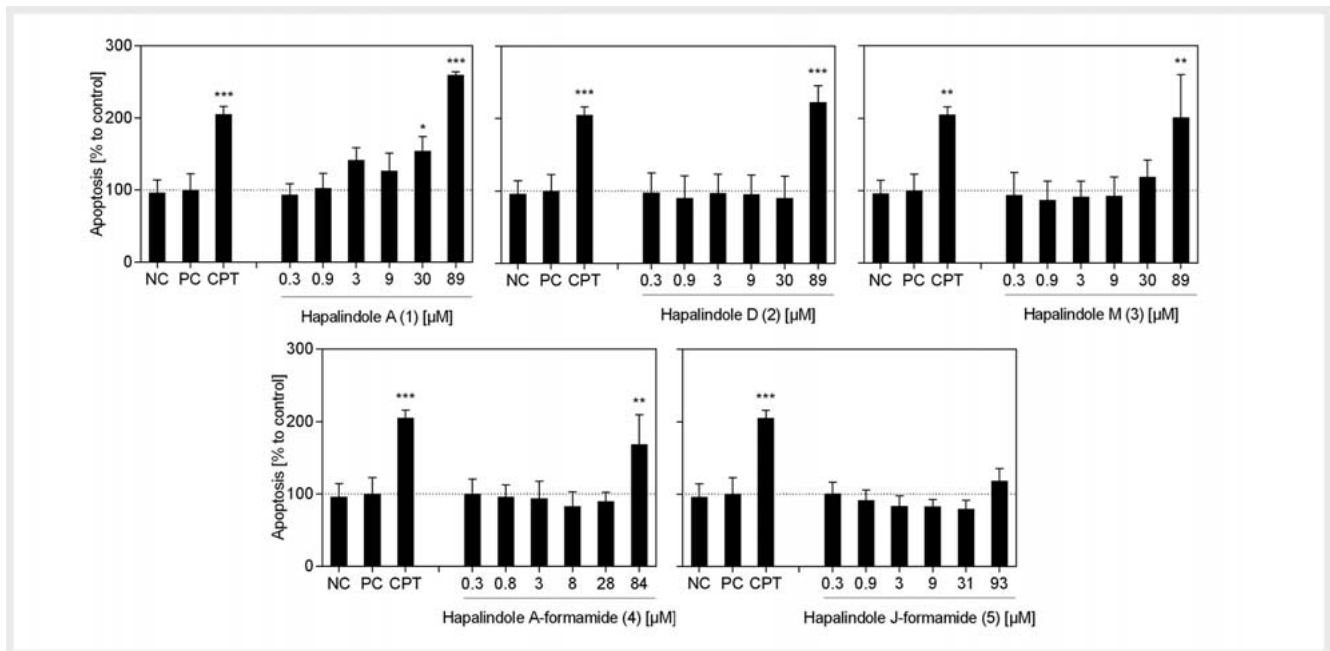 Apoptosis [% to control]
300
200
100
0
***
*
***
NC PC CPT 0.3 0.9 3 9 30 89
Hapalindole A (1) [µM]
***
***
NC PC CPT 0.3 0.9 3 9 30 89
Hapalindole D (2) [µM]
**
**
NC PC CPT 0.3 0.9 3 9 30 89
Hapalindole M (3) [µM]
Apoptosis [% to control]
300
200
100
0
***
**
NC PC CPT 0.3 0.8 3 8 28 84
Hapalindole A-formamide (4) [µM]
***
NC PC CPT 0.3 0.9 3 9 31 93
Hapalindole J-formamide (5) [µM]